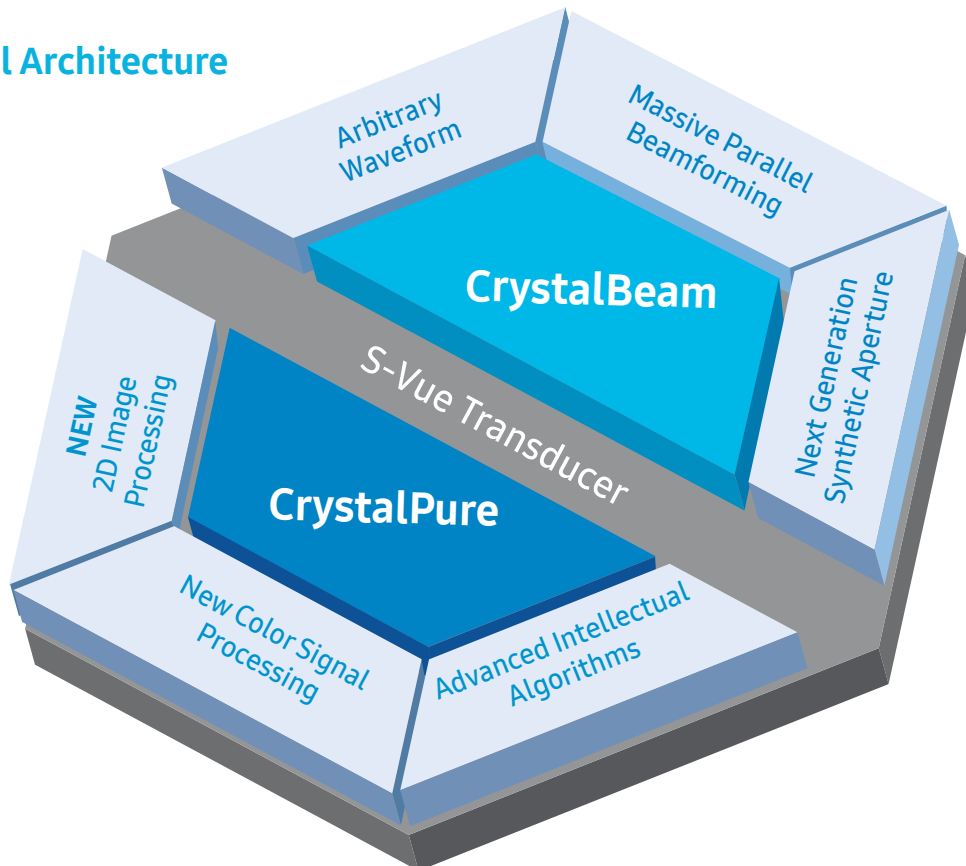 l Architecture
Arbitrary
Waveform
Massive Parallel
Beamforming
CrystalBeam
Next Generation
Synthetic Aperture
S-Vue Transducer
NEW
2D Image
Processing
CrystalPure
New Color Signal
Processing
Advanced Intellectual
Algorithms